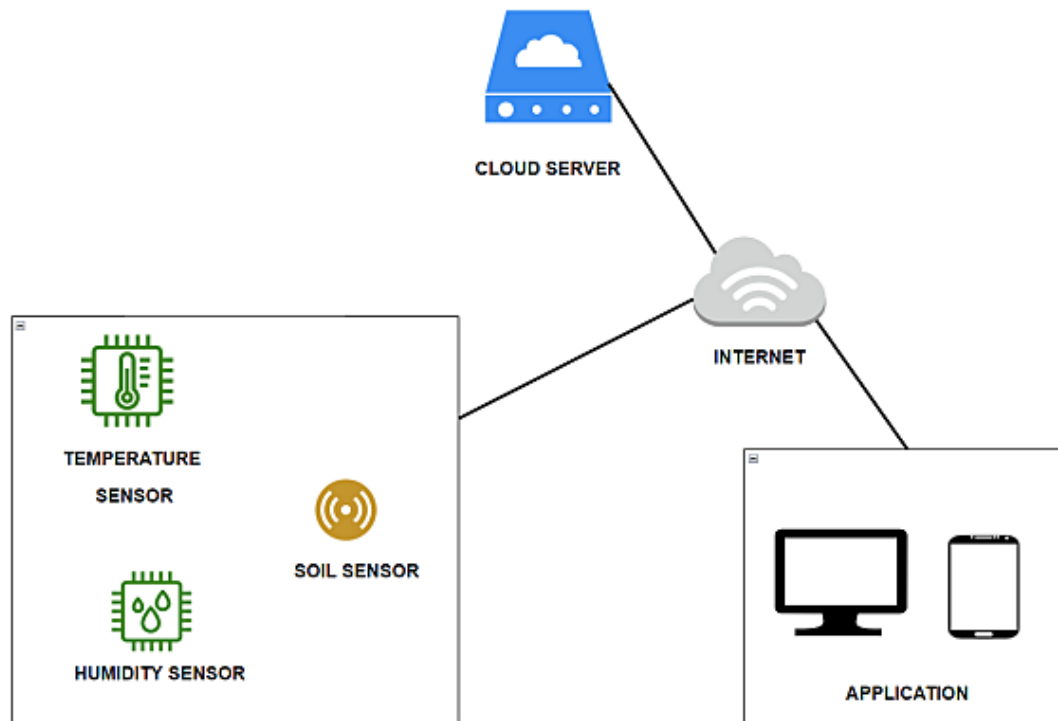 CLOUD SERVER
INTERNET
TEMPERATURE
SENSOR
SOIL SENSOR
HUMIDITY SENSOR
APPLICATION